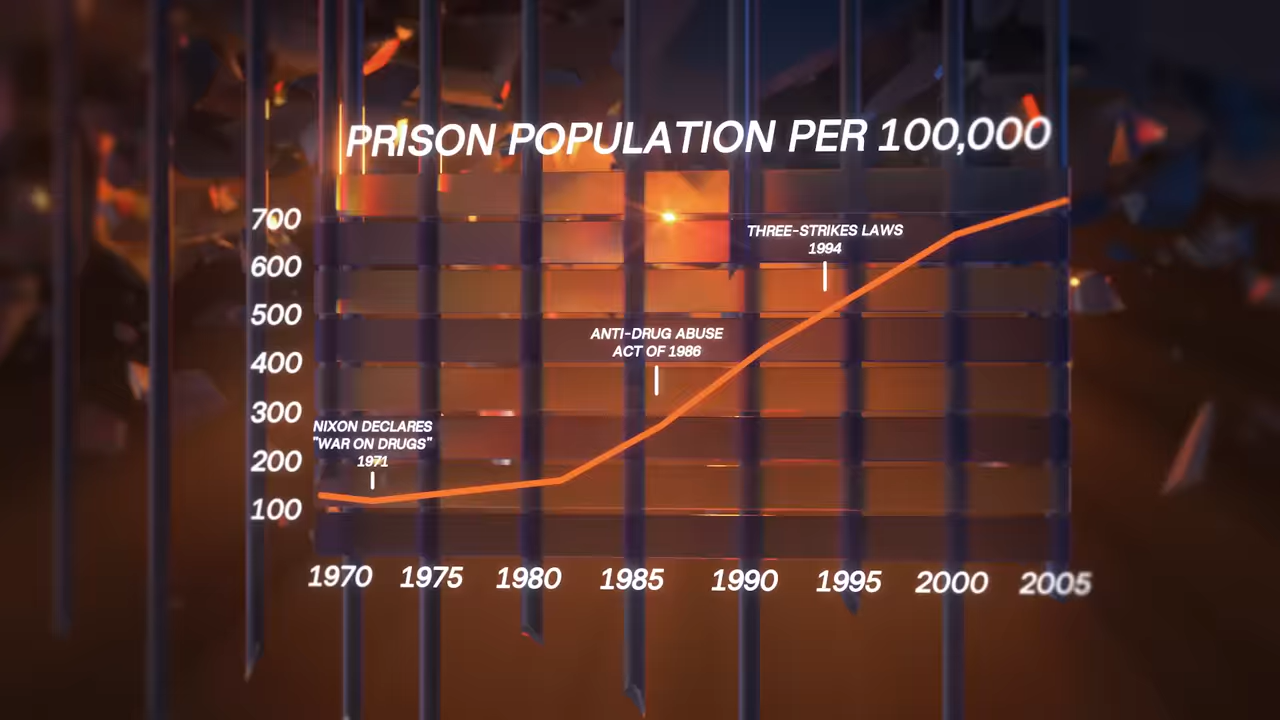 PRISON POPULATION PER 100,000
700
600
500
400
300
200
100
THREE-STRIKES LAWS
1994
ANTI-DRUG ABUSE
ACT OF 1986
NIXON DECLARES
"WAR ON DRUGS"
1971
1970 1975 1980 1985 1990 1995 2000 2005